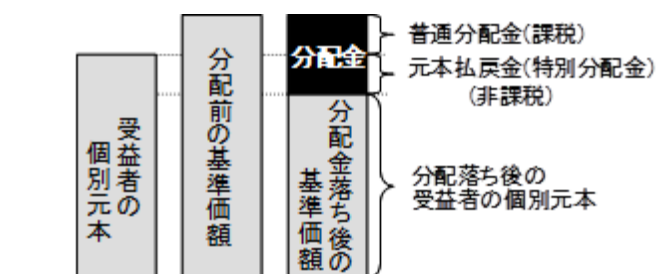 受益者の
個別元本
分配前の基準価額
分配金
分配金落ち後の
基準価額
普通分配金(課税)
元本払戻金(特別分配金)
(非課税)
分配落ち後の
受益者の個別元本